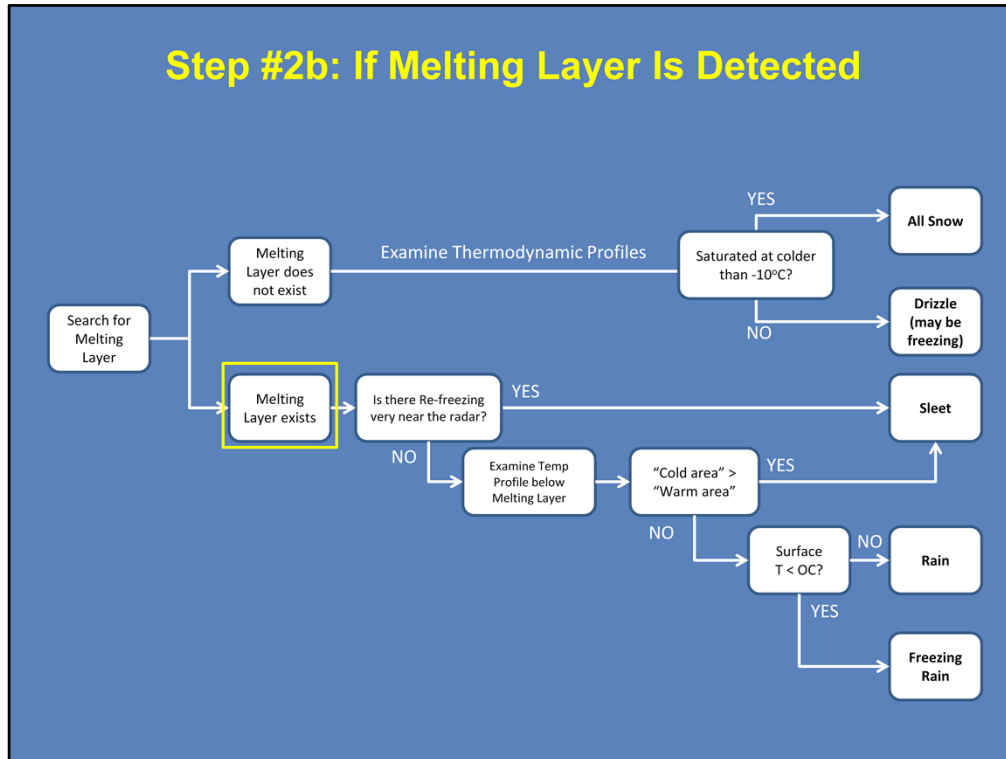 Step #2b: If Melting Layer Is Detected
YES
All Snow
Melting
Layer does
not exist
Examine Thermodynamic Profiles
Saturated at colder
than -10°C?
NO
Drizzle
(may be
freezing)
Search for
Melting
Layer
Melting
Layer exists
Is there Re-freezing
very near the radar?
YES
Sleet
NO
Examine Temp
Profile below
Melting Layer
“Cold area” >
“Warm area”
YES
NO
Surface
T < OC?
NO
Rain
YES
Freezing
Rain